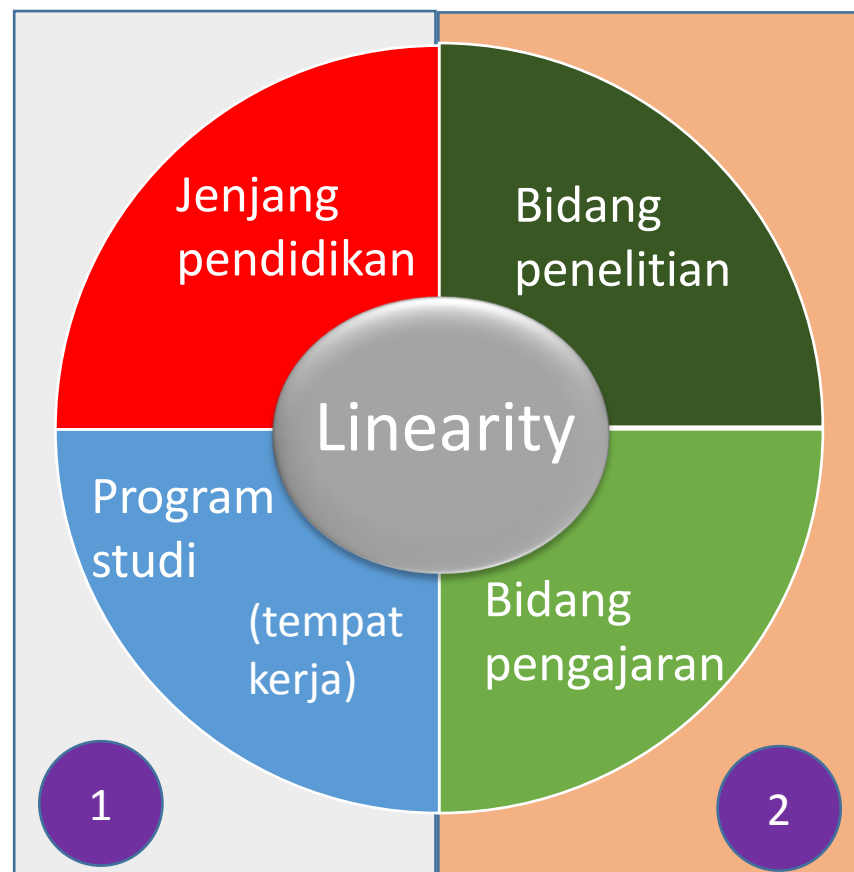 Jenjang
pendidikan
Bidang
penelitian
Linearity
Program
studi
(tempat
kerja)
Bidang
pengajaran
1
2